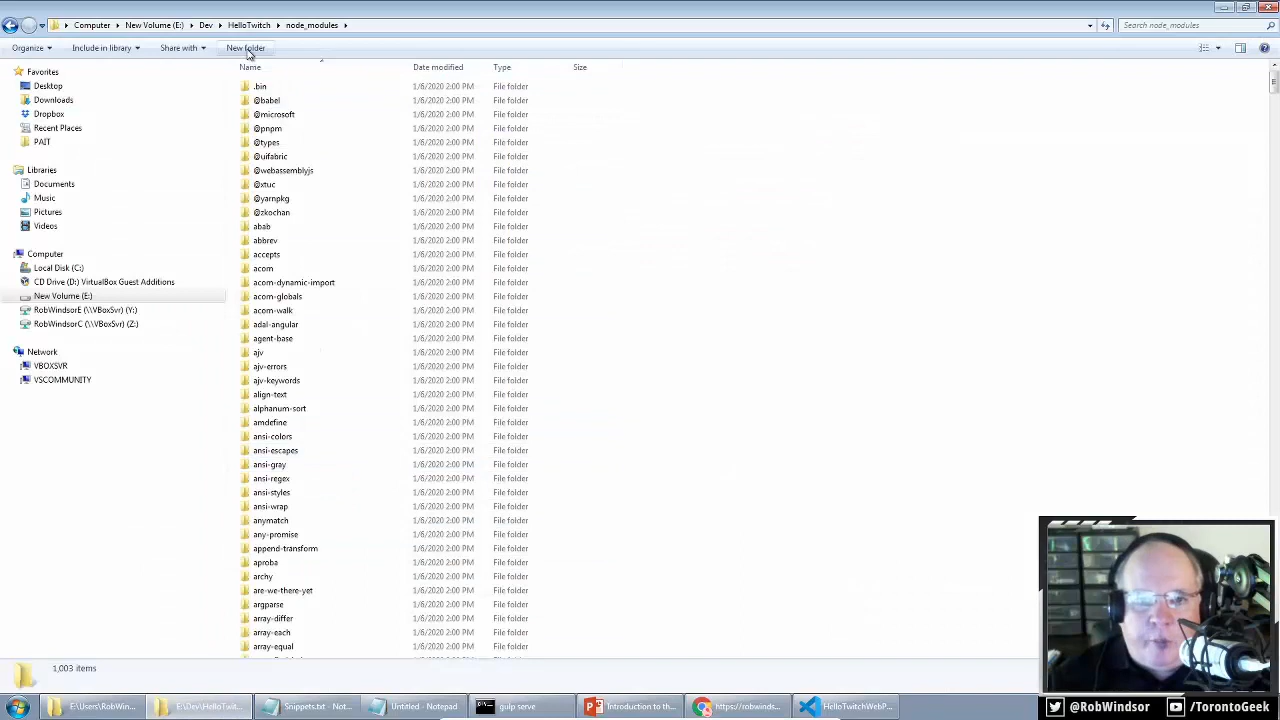 Computer ▸ New Volume (E:) ▸ Dev ▸ HelloTwitch ▸ node_modules ▸
Search node_modules
Organize Include in library Share with New folder
Name Date modified Type Size
Favorites
Desktop
Downloads
Dropbox
Recent Places
PAIT
Libraries
Documents
Music
Pictures
Videos
Computer
Local Disk (C:)
CD Drive (D:) VirtualBox Guest Additions
New Volume (E:)
RobWindsorE (\\VBoxSvr) (Y:)
RobWindsorC (\\VBoxSvr) (Z:)
Network
VBOXSVR
VSCOMMUNITY
.bin 1/6/2020 2:00 PM File folder
@babel 1/6/2020 2:00 PM File folder
@microsoft 1/6/2020 2:00 PM File folder
@pnpm 1/6/2020 2:00 PM File folder
@types 1/6/2020 2:00 PM File folder
@uifabric 1/6/2020 2:00 PM File folder
@webassemblyjs 1/6/2020 2:00 PM File folder
@xtuc 1/6/2020 2:00 PM File folder
@yarnpkg 1/6/2020 2:00 PM File folder
@zkochan 1/6/2020 2:00 PM File folder
abab 1/6/2020 2:00 PM File folder
abbrev 1/6/2020 2:00 PM File folder
accepts 1/6/2020 2:00 PM File folder
acorn 1/6/2020 2:00 PM File folder
acorn-dynamic-import 1/6/2020 2:00 PM File folder
acorn-globals 1/6/2020 2:00 PM File folder
acorn-walk 1/6/2020 2:00 PM File folder
adal-angular 1/6/2020 2:00 PM File folder
agent-base 1/6/2020 2:00 PM File folder
ajv 1/6/2020 2:00 PM File folder
ajv-errors 1/6/2020 2:00 PM File folder
ajv-keywords 1/6/2020 2:00 PM File folder
align-text 1/6/2020 2:00 PM File folder
alphanum-sort 1/6/2020 2:00 PM File folder
amdefine 1/6/2020 2:00 PM File folder
ansi-colors 1/6/2020 2:00 PM File folder
ansi-escapes 1/6/2020 2:00 PM File folder
ansi-gray 1/6/2020 2:00 PM File folder
ansi-regex 1/6/2020 2:00 PM File folder
ansi-styles 1/6/2020 2:00 PM File folder
ansi-wrap 1/6/2020 2:00 PM File folder
anymatch 1/6/2020 2:00 PM File folder
any-promise 1/6/2020 2:00 PM File folder
append-transform 1/6/2020 2:00 PM File folder
aproba 1/6/2020 2:00 PM File folder
archy 1/6/2020 2:00 PM File folder
are-we-there-yet 1/6/2020 2:00 PM File folder
argparse 1/6/2020 2:00 PM File folder
array-differ 1/6/2020 2:00 PM File folder
array-each 1/6/2020 2:00 PM File folder
array-equal 1/6/2020 2:00 PM File folder
1,003 items
E:\Users\RobWin... E:\Dev\HelloTwit... Snippets.txt - Not... Untitled - Notepad gulp serve Introduction to th... https://robwinds... HelloTwitchWebP...
@RobWindsor /TorontoGeek